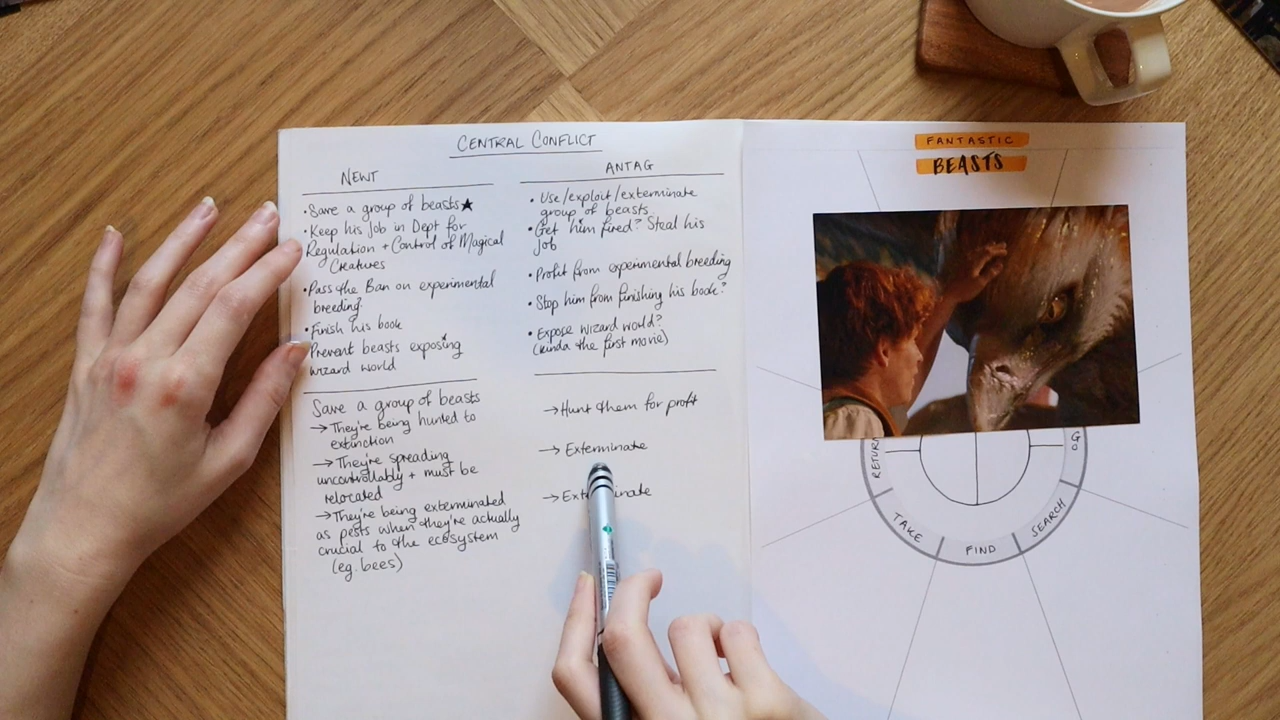 CENTRAL CONFLICT
NEWT
• Save a group of beasts★
• Keep his job in Dept for
Regulation + Control of Magical
Creatures
• Pass the Ban on experimental
breeding?
• Finish his book
• Prevent beasts exposing
wizard world
Save a group of beasts
→ They're being hunted to
extinction
→ They're spreading
uncontrollably + must be
relocated
→ They're being exterminated
as pests when they're actually
crucial to the ecosystem
(eg. bees)
ANTAG
• Use/exploit/exterminate
group of beasts
• Get him fired? Steal his
job
• Profit from experimental breeding
• Stop him from finishing his book?
• Expose wizard world?
(kinda the first movie)
→ Hunt them for profit
→ Exterminate
→ Exterminate
FANTASTIC
BEASTS
RETURN
TAKE
FIND
SEARCH